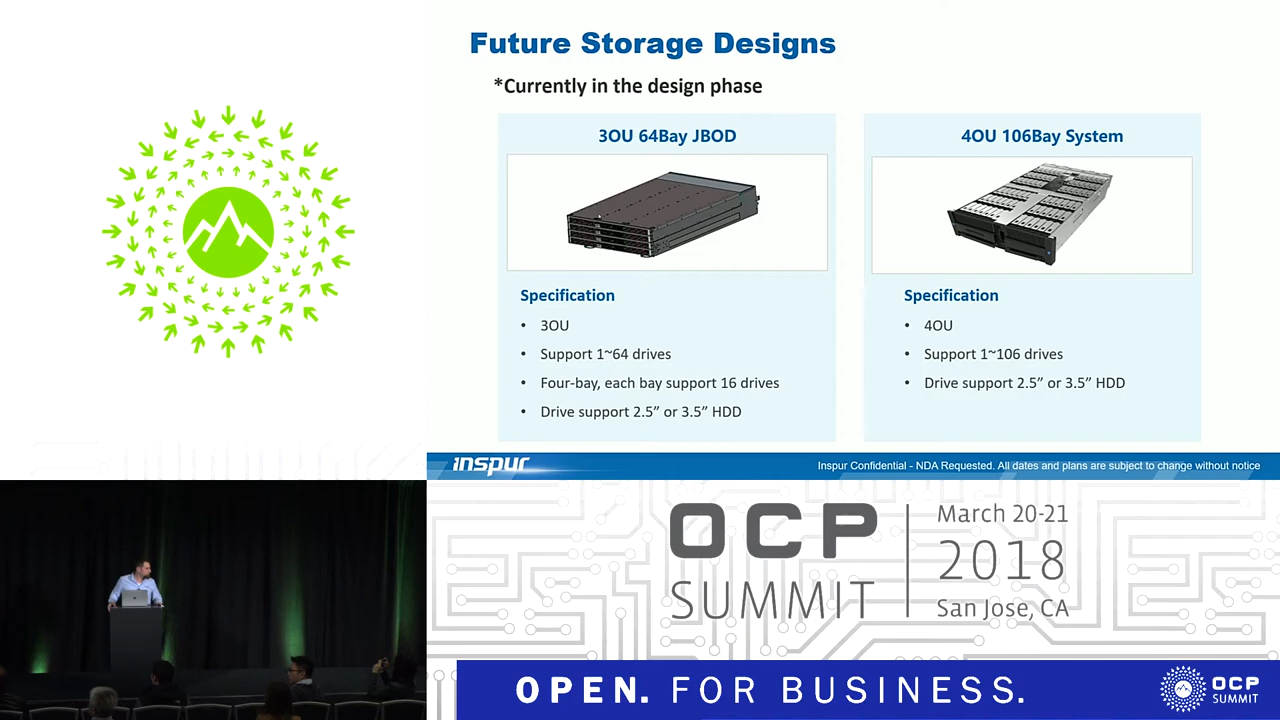 Future Storage Designs
*Currently in the design phase
3OU 64Bay JBOD
Specification
• 3OU
• Support 1~64 drives
• Four-bay, each bay support 16 drives
• Drive support 2.5” or 3.5” HDD
4OU 106Bay System
Specification
• 4OU
• Support 1~106 drives
• Drive support 2.5” or 3.5” HDD
inspur
Inspur Confidential - NDA Requested. All dates and plans are subject to change without notice
OCP
SUMMIT
March 20-21
2018
San Jose, CA
OPEN. FOR BUSINESS.
OCP
SUMMIT